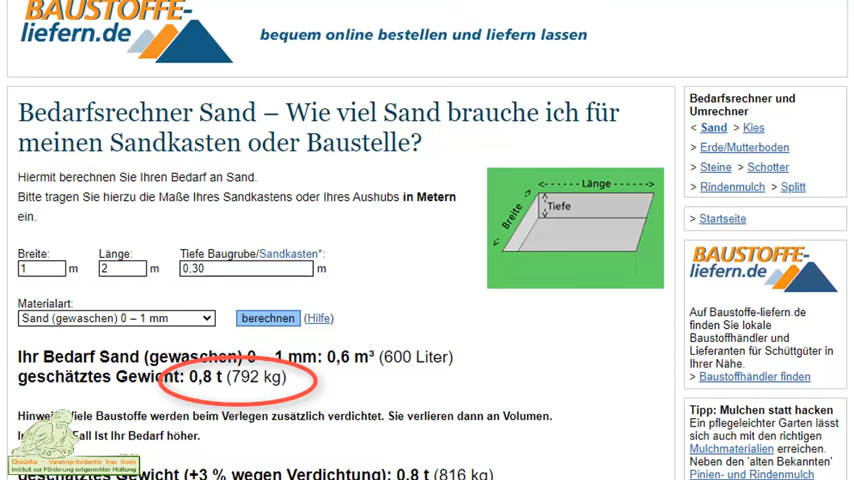 BAUSTOFFE-
liefern.de
bequem online bestellen und liefern lassen
Bedarfsrechner Sand – Wie viel Sand brauche ich für
meinen Sandkasten oder Baustelle?
Hiermit berechnen Sie Ihren Bedarf an Sand.
Bitte tragen Sie hierzu die Maße Ihres Sandkastens oder Ihres Aushubs in Metern
ein.
Breite: Länge: Tiefe Baugrube/Sandkasten*:
1 m 2 m 0,30 m
Materialart:
Sand (gewaschen) 0 – 1 mm berechnen (Hilfe)
Länge
Breite
Tiefe
Ihr Bedarf Sand (gewaschen) 0 – 1 mm: 0,6 m³ (600 Liter)
geschätztes Gewicht: 0,8 t (792 kg)
Viele Baustoffe werden beim Verlegen zusätzlich verdichtet. Sie verlieren dann an Volumen.
Fall Ist Ihr Bedarf höher.
geschätztes Gewicht (+3 % wegen Verdichtung): 0,8 t (816 kg)
Institut zur Förderung artgerechter Haltung
Bedarfsrechner und
Umrechner
< Sand > Kies
> Erde/Mutterboden
> Steine > Schotter
> Rindenmulch > Splitt
> Startseite
BAUSTOFFE-
liefern.de
Auf Baustoffe-liefern.de
finden Sie lokale
Baustoffhändler und
Lieferanten für Schüttgüter in
Ihrer Nähe.
> Baustoffhändler finden
Tipp: Mulchen statt hacken
Ein pflegeleichter Garten lässt
sich auch mit den richtigen
Mulchmaterialien erreichen.
Neben den 'alten Bekannten'
Pinien- und Rindenmulch